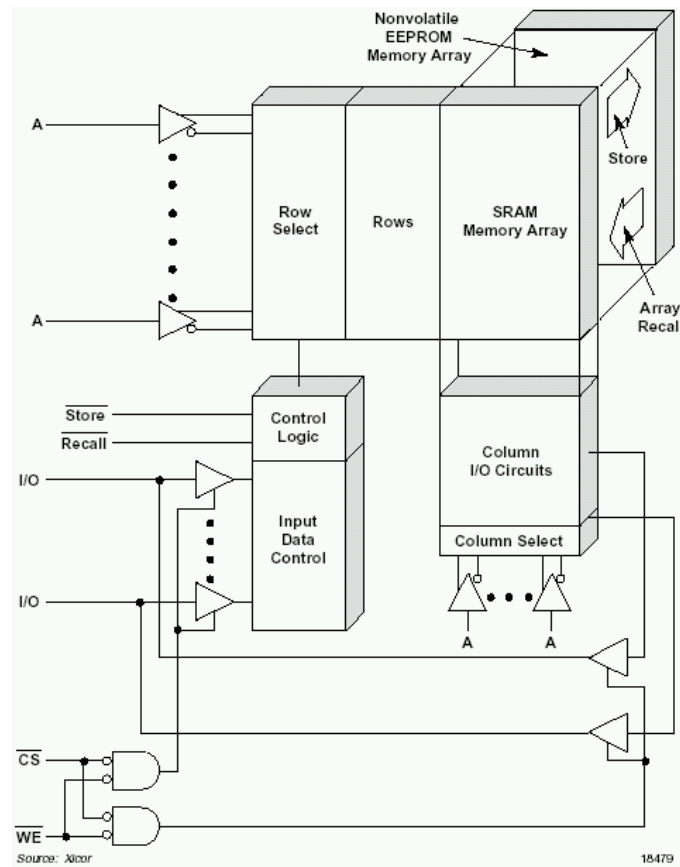 Nonvolatile
EEPROM
Memory Array
A
Store
Row
Select
Rows
SRAM
Memory Array
A
Array
Recall
Store
Recall
Control
Logic
I/O
Column
I/O Circuits
Input
Data
Control
Column Select
I/O
A
A
CS
WE
Source: Xicor
18479